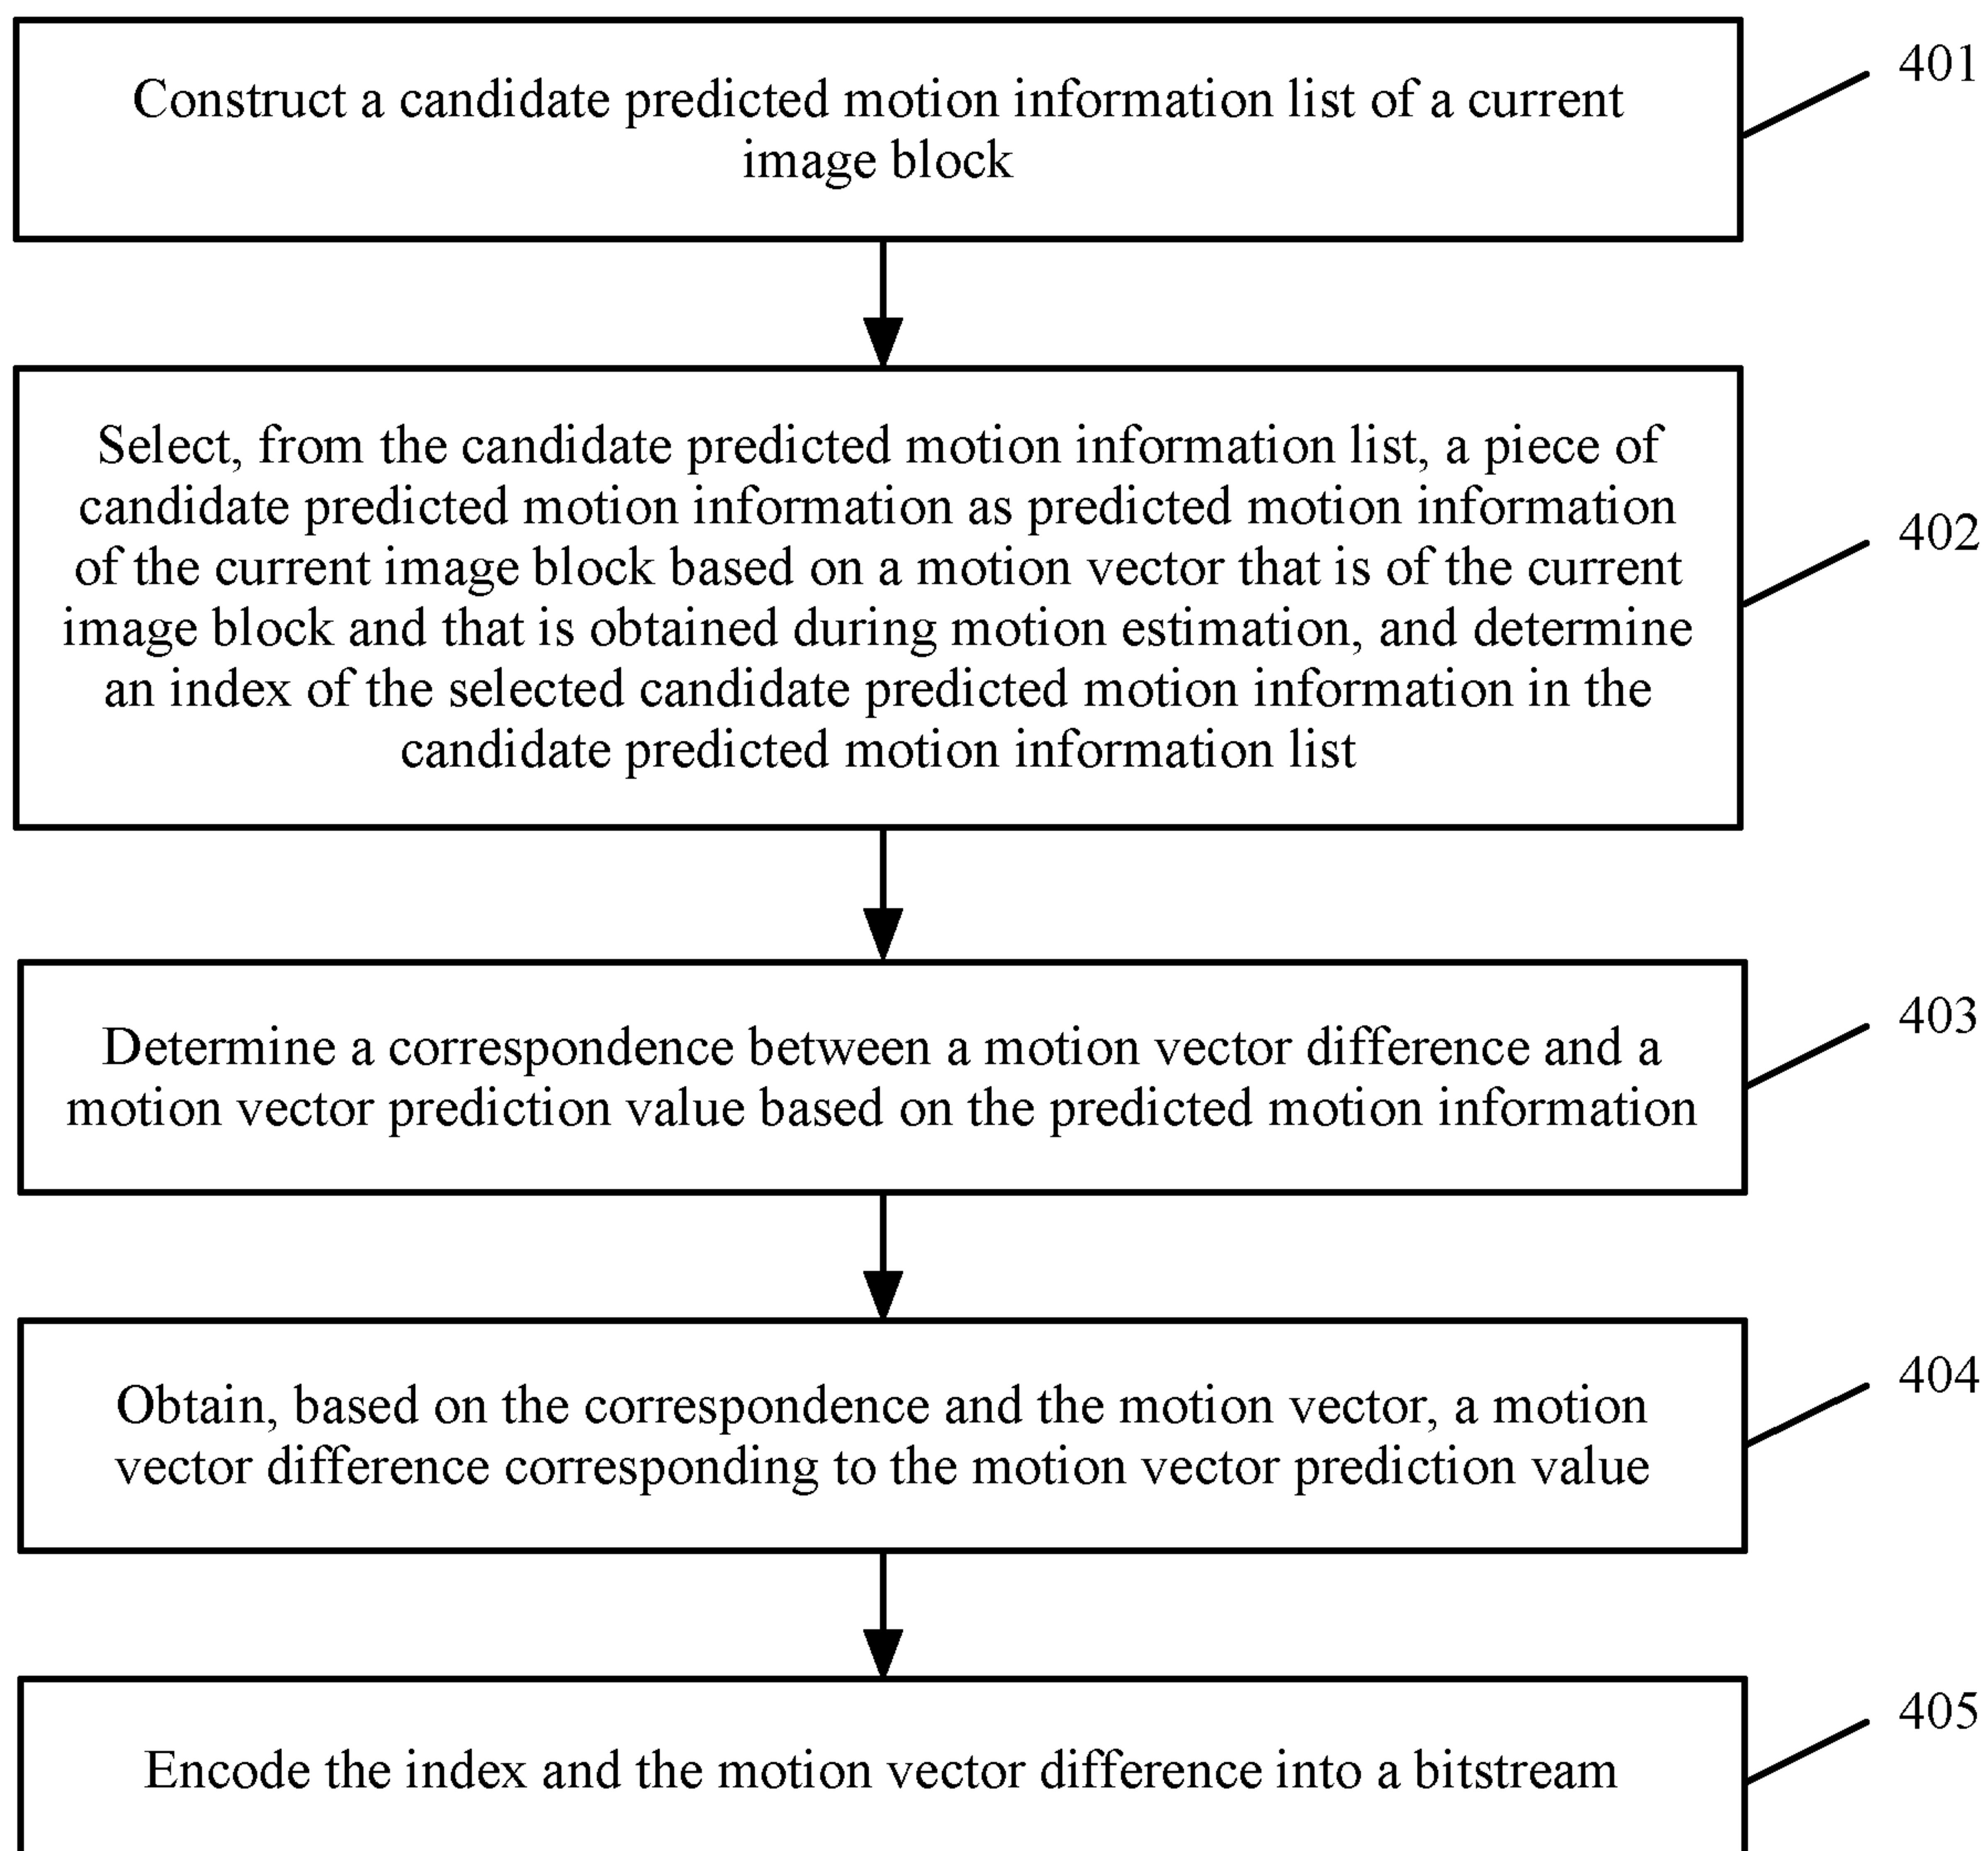 Construct a candidate predicted motion information list of a current
image block
401
Select, from the candidate predicted motion information list, a piece of
candidate predicted motion information as predicted motion information
of the current image block based on a motion vector that is of the current
image block and that is obtained during motion estimation, and determine
an index of the selected candidate predicted motion information in the
candidate predicted motion information list
402
Determine a correspondence between a motion vector difference and a
motion vector prediction value based on the predicted motion information
403
Obtain, based on the correspondence and the motion vector, a motion
vector difference corresponding to the motion vector prediction value
404
Encode the index and the motion vector difference into a bitstream
405